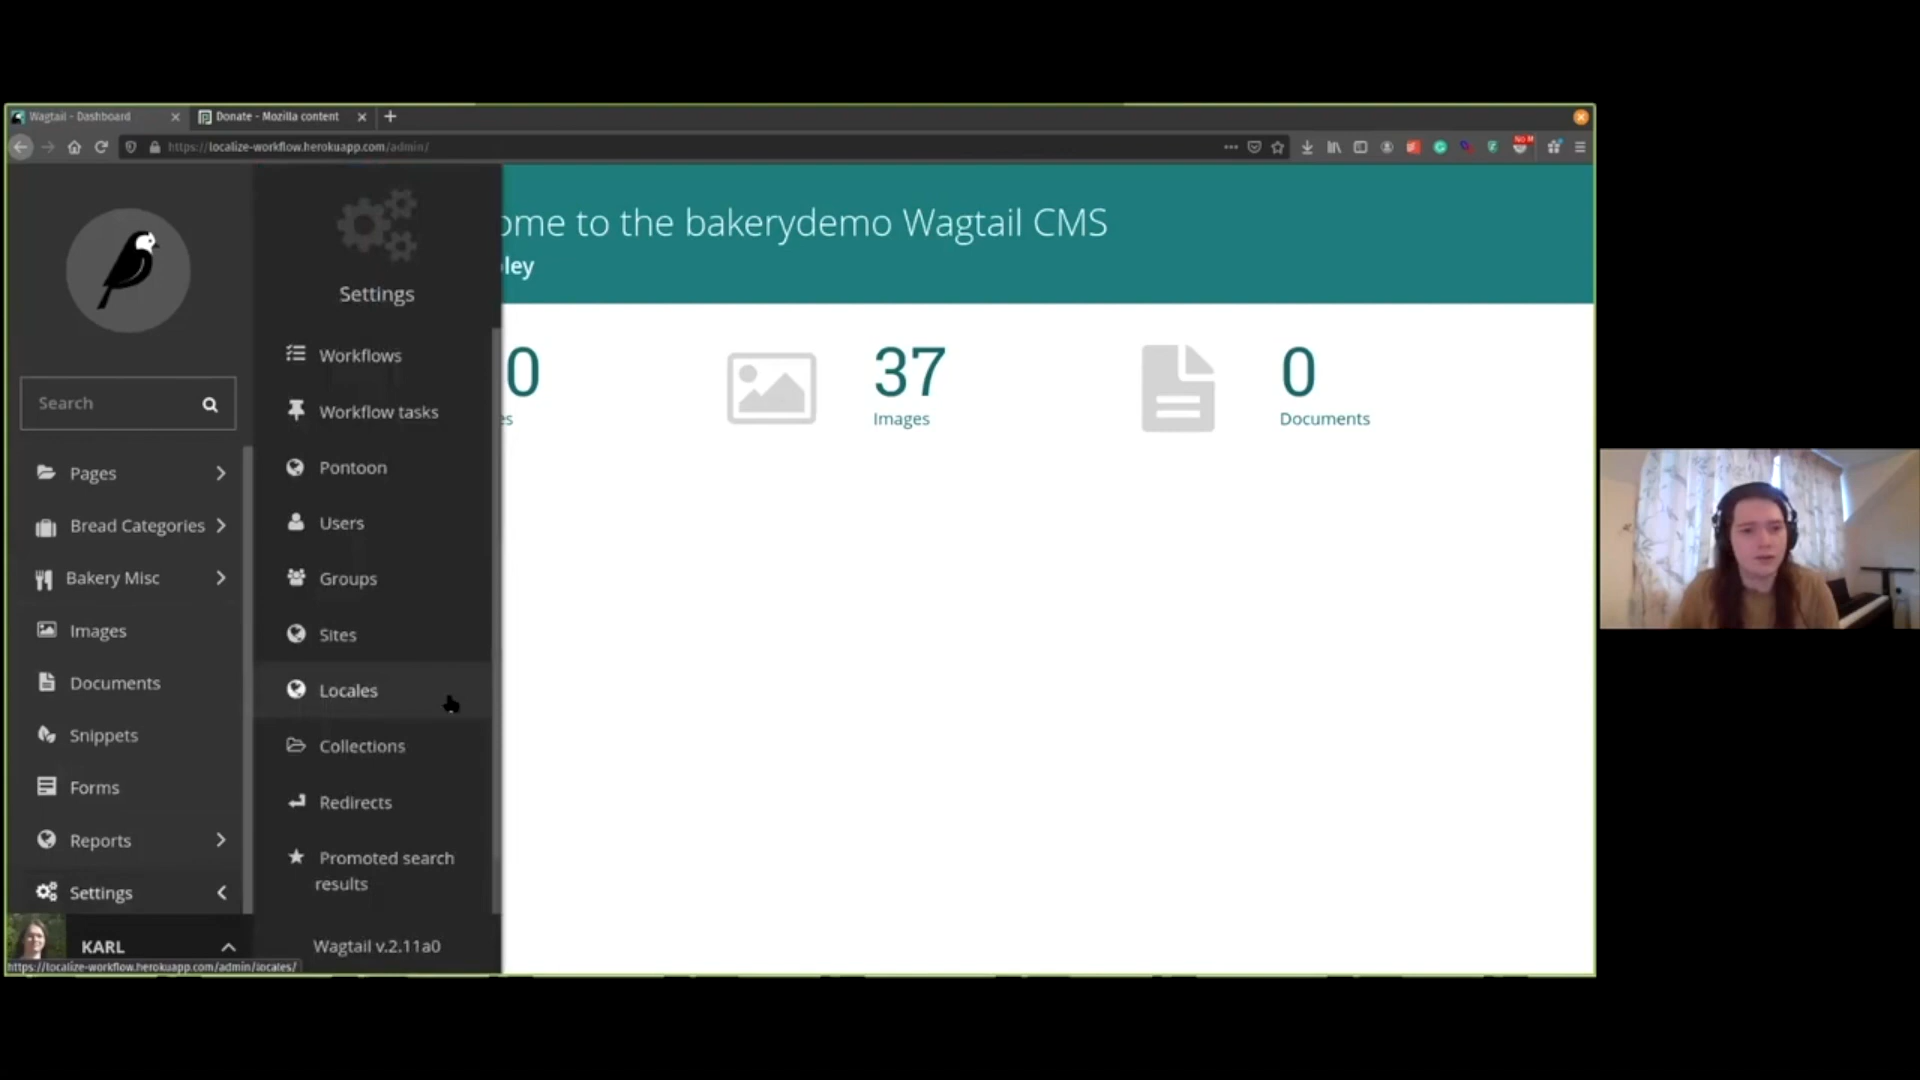 Wagtail - Dashboard
Donate - Mozilla content
https://localize-workflow.herokuapp.com/admin/
No M
Settings
ome to the bakerydemo Wagtail CMS
ley
Search
Workflows
Workflow tasks
Pontoon
Users
Groups
Sites
Locales
Collections
Redirects
Promoted search
results
Wagtail v.2.11a0
Pages
Bread Categories
Bakery Misc
Images
Documents
Snippets
Forms
Reports
Settings
KARL
https://localize-workflow.herokuapp.com/admin/locales/
0
es
37
Images
0
Documents